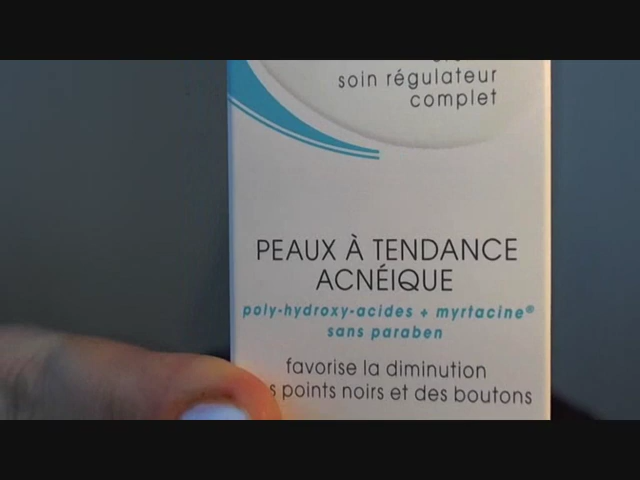 soin régulateur
complet
PEAUX À TENDANCE
ACNÉIQUE
poly-hydroxy-acides + myrtacine®
sans paraben
favorise la diminution
points noirs et des boutons